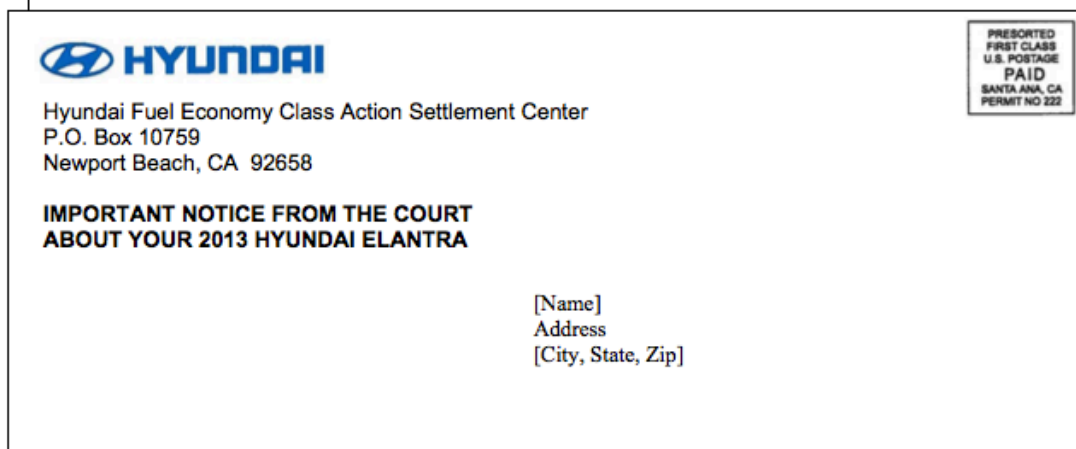 HYUNDAI
Hyundai Fuel Economy Class Action Settlement Center
P.O. Box 10759
Newport Beach, CA 92658
IMPORTANT NOTICE FROM THE COURT
ABOUT YOUR 2013 HYUNDAI ELANTRA
PRESORTED
FIRST CLASS
U.S. POSTAGE
PAID
SANTA ANA, CA
PERMIT NO 222
[Name]
Address
[City, State, Zip]